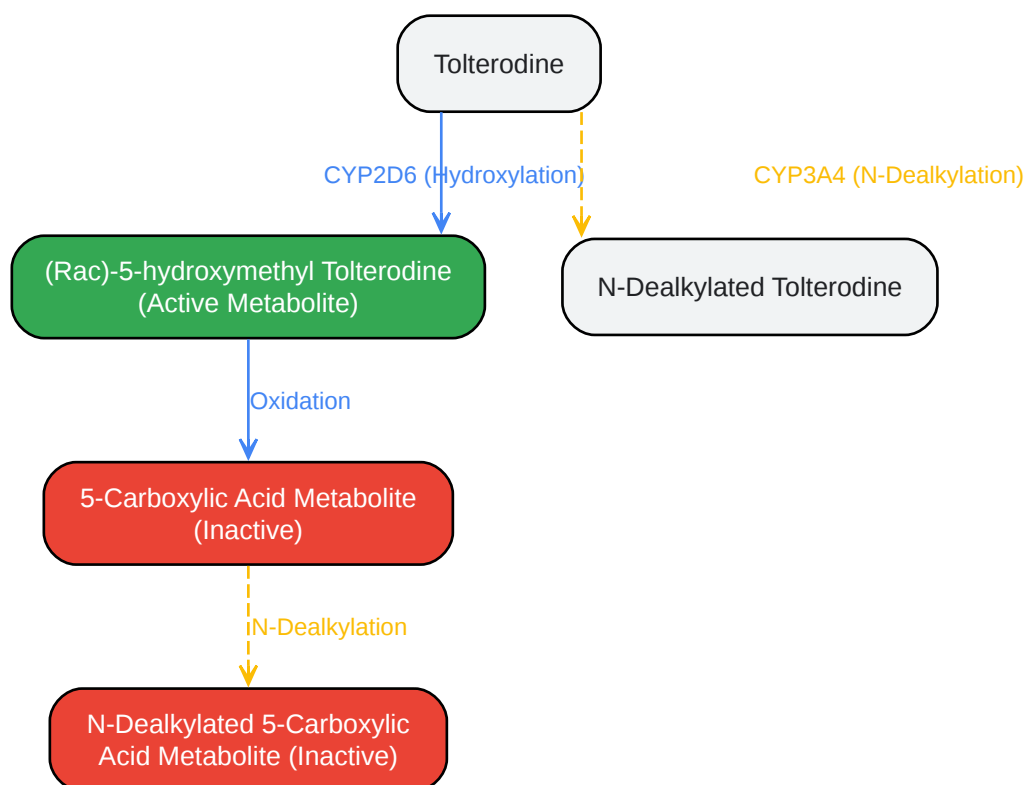 Tolterodine
CYP2D6 (Hydroxylation)
CYP3A4 (N-Dealkylation)
(Rac)-5-hydroxymethyl Tolterodine
(Active Metabolite)
N-Dealkylated Tolterodine
Oxidation
5-Carboxylic Acid Metabolite
(Inactive)
N-Dealkylation
N-Dealkylated 5-Carboxylic
Acid Metabolite (Inactive)